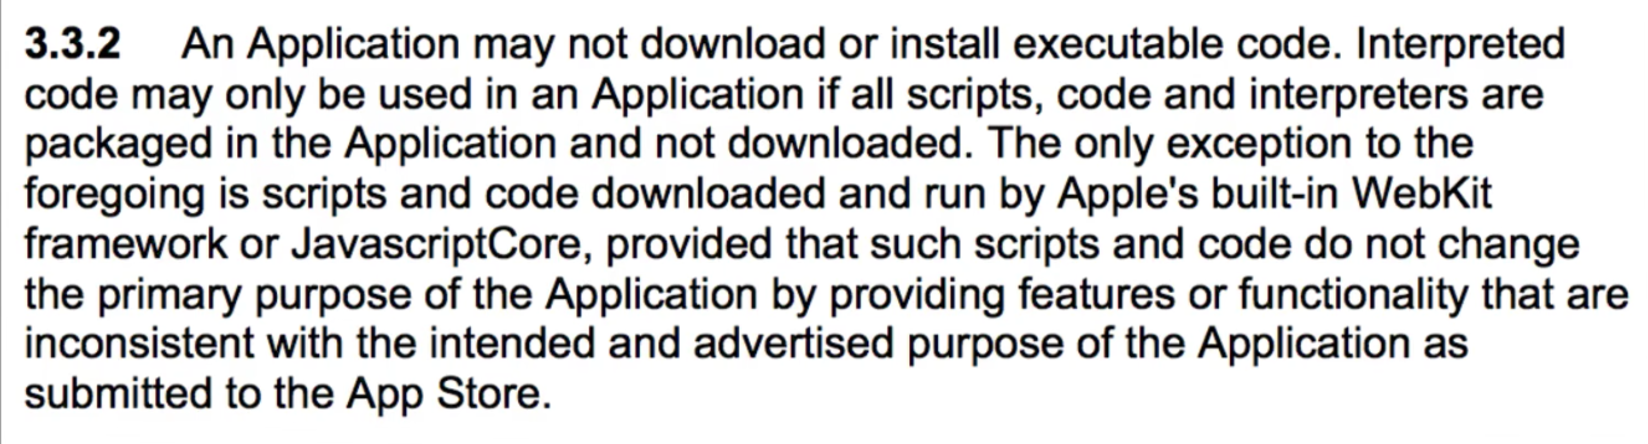 3.3.2 An Application may not download or install executable code. Interpreted
code may only be used in an Application if all scripts, code and interpreters are
packaged in the Application and not downloaded. The only exception to the
foregoing is scripts and code downloaded and run by Apple's built-in WebKit
framework or JavascriptCore, provided that such scripts and code do not change
the primary purpose of the Application by providing features or functionality that are
inconsistent with the intended and advertised purpose of the Application as
submitted to the App Store.